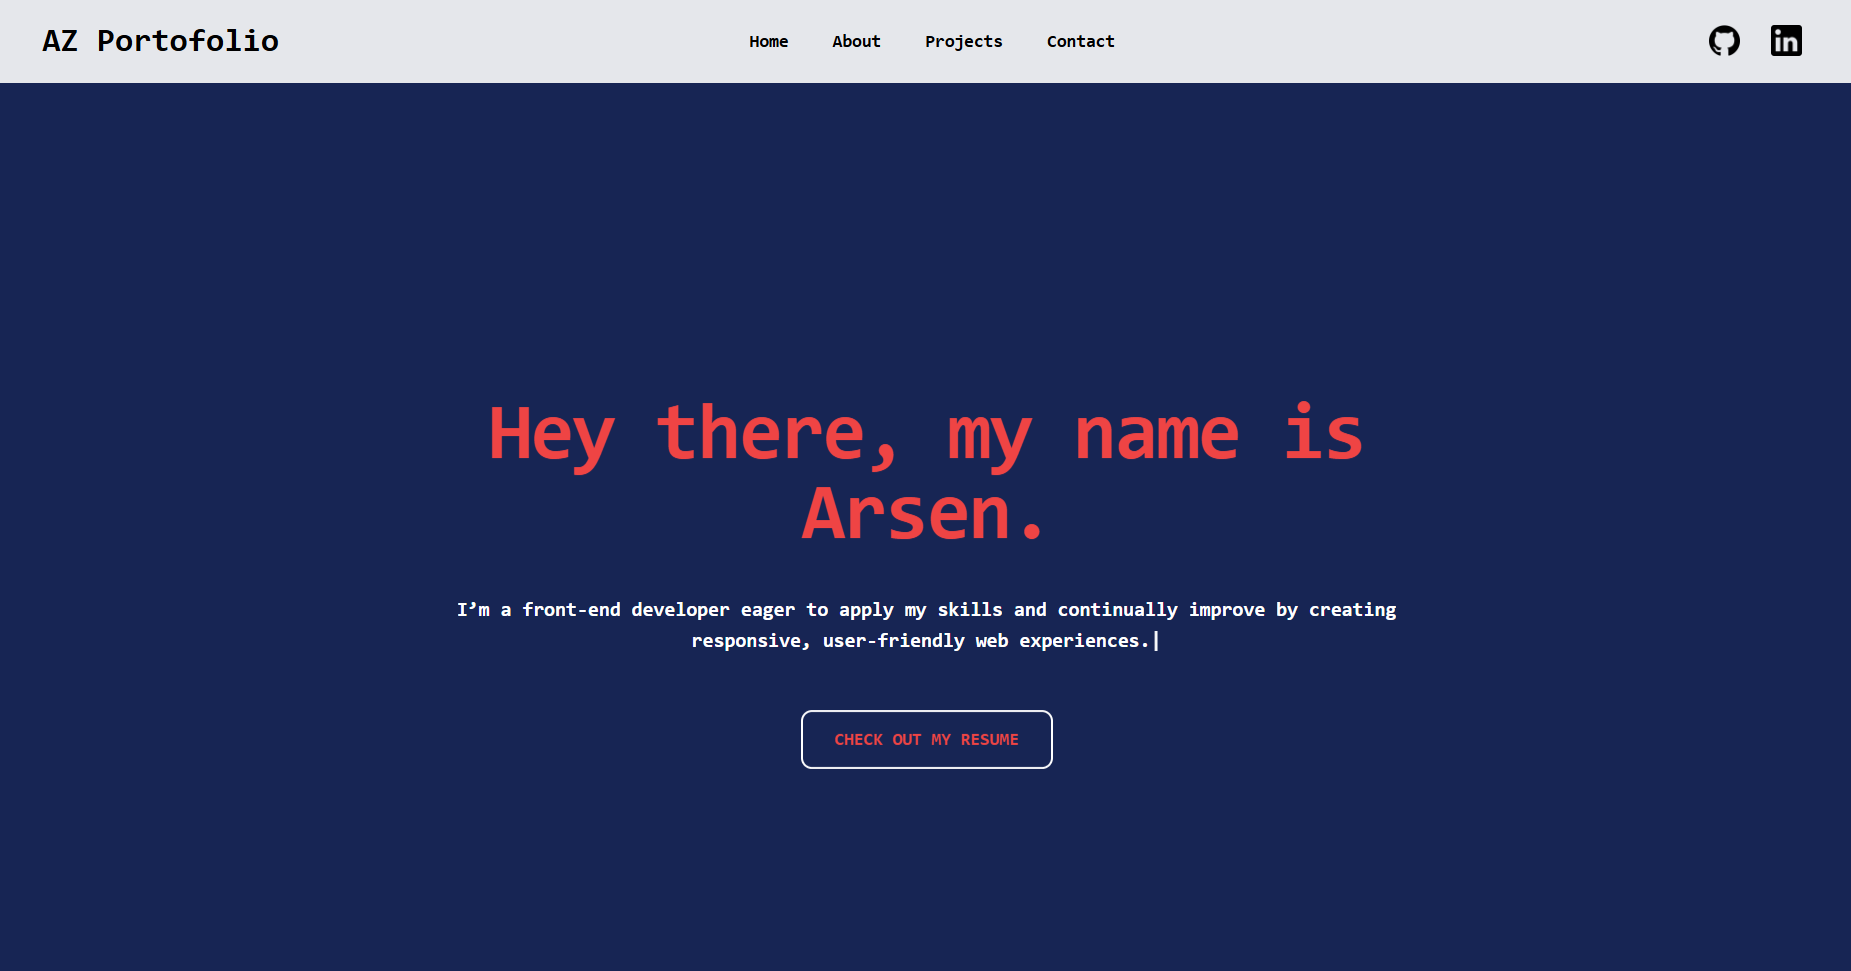 AZ Portofolio
Home About Projects Contact
in
Hey there, my name is
Arsen.
I’m a front-end developer eager to apply my skills and continually improve by creating
responsive, user-friendly web experiences.|
CHECK OUT MY RESUME